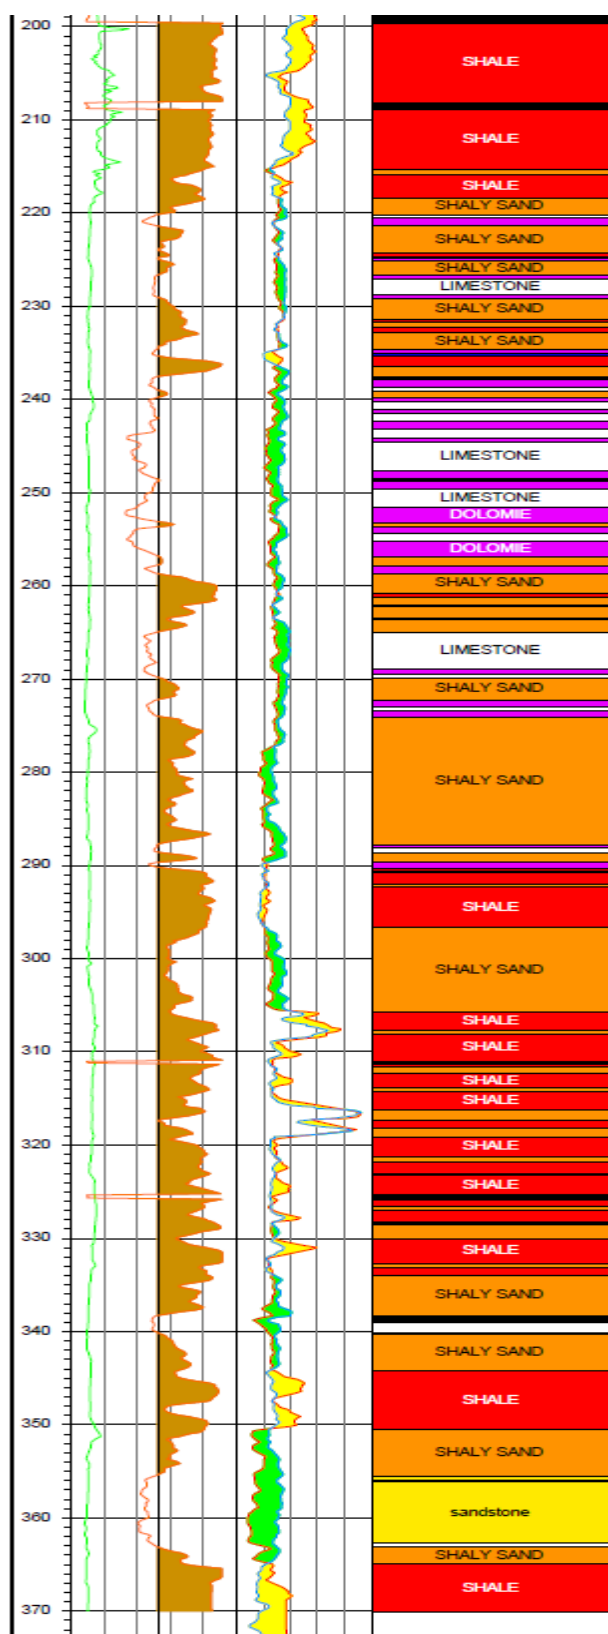 200
SHALE
210
SHALE
SHALE
220
SHALY SAND
SHALY SAND
SHALY SAND
LIMESTONE
230
SHALY SAND
SHALY SAND
240
LIMESTONE
250
LIMESTONE
DOLOMIE
DOLOMIE
260
SHALY SAND
LIMESTONE
270
SHALY SAND
280
SHALY SAND
290
SHALE
300
SHALY SAND
SHALE
310
SHALE
SHALE
SHALE
320
SHALE
SHALE
330
SHALE
SHALY SAND
340
SHALY SAND
SHALE
350
SHALY SAND
360
sandstone
SHALY SAND
SHALE
370